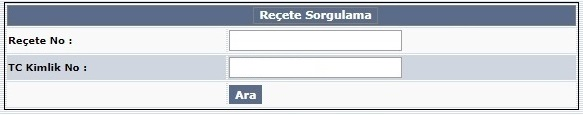 Reçete Sorgulama
Reçete No :
TC Kimlik No :
Ara